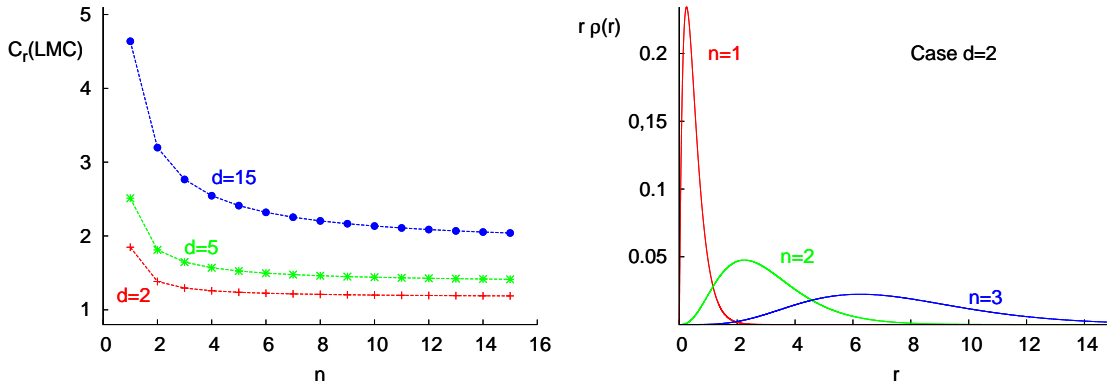 5
C_r(LMC)
4
3
d=15
2
d=5
d=2
1
0 2 4 6 8 10 12 14 16
n
r ρ(r)
0.2
n=1
Case d=2
0,15
0.1
0.05
n=2
n=3
0 2 4 6 8 10 12 14
r